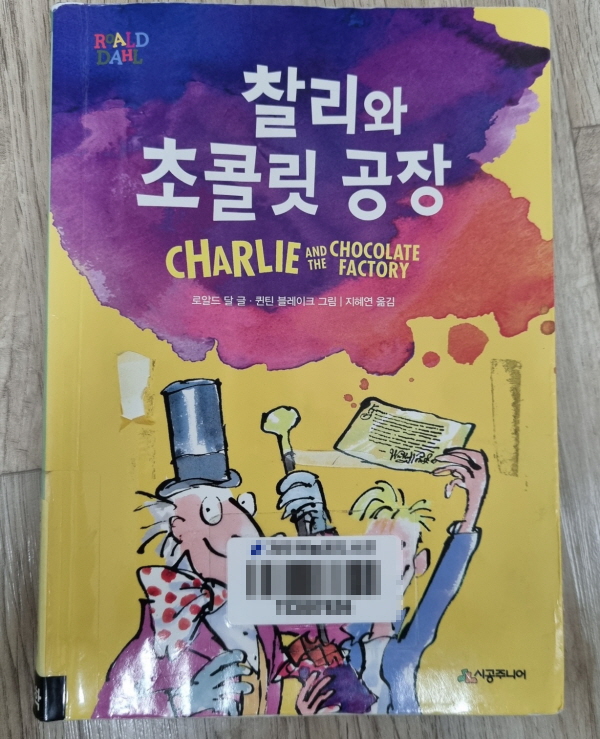 ROALD
DAHL
찰리와
초콜릿 공장
CHARLIE AND THE CHOCOLATE FACTORY
로알드 달 글 · 퀸틴 블레이크 그림 | 지혜연 옮김
시공주니어